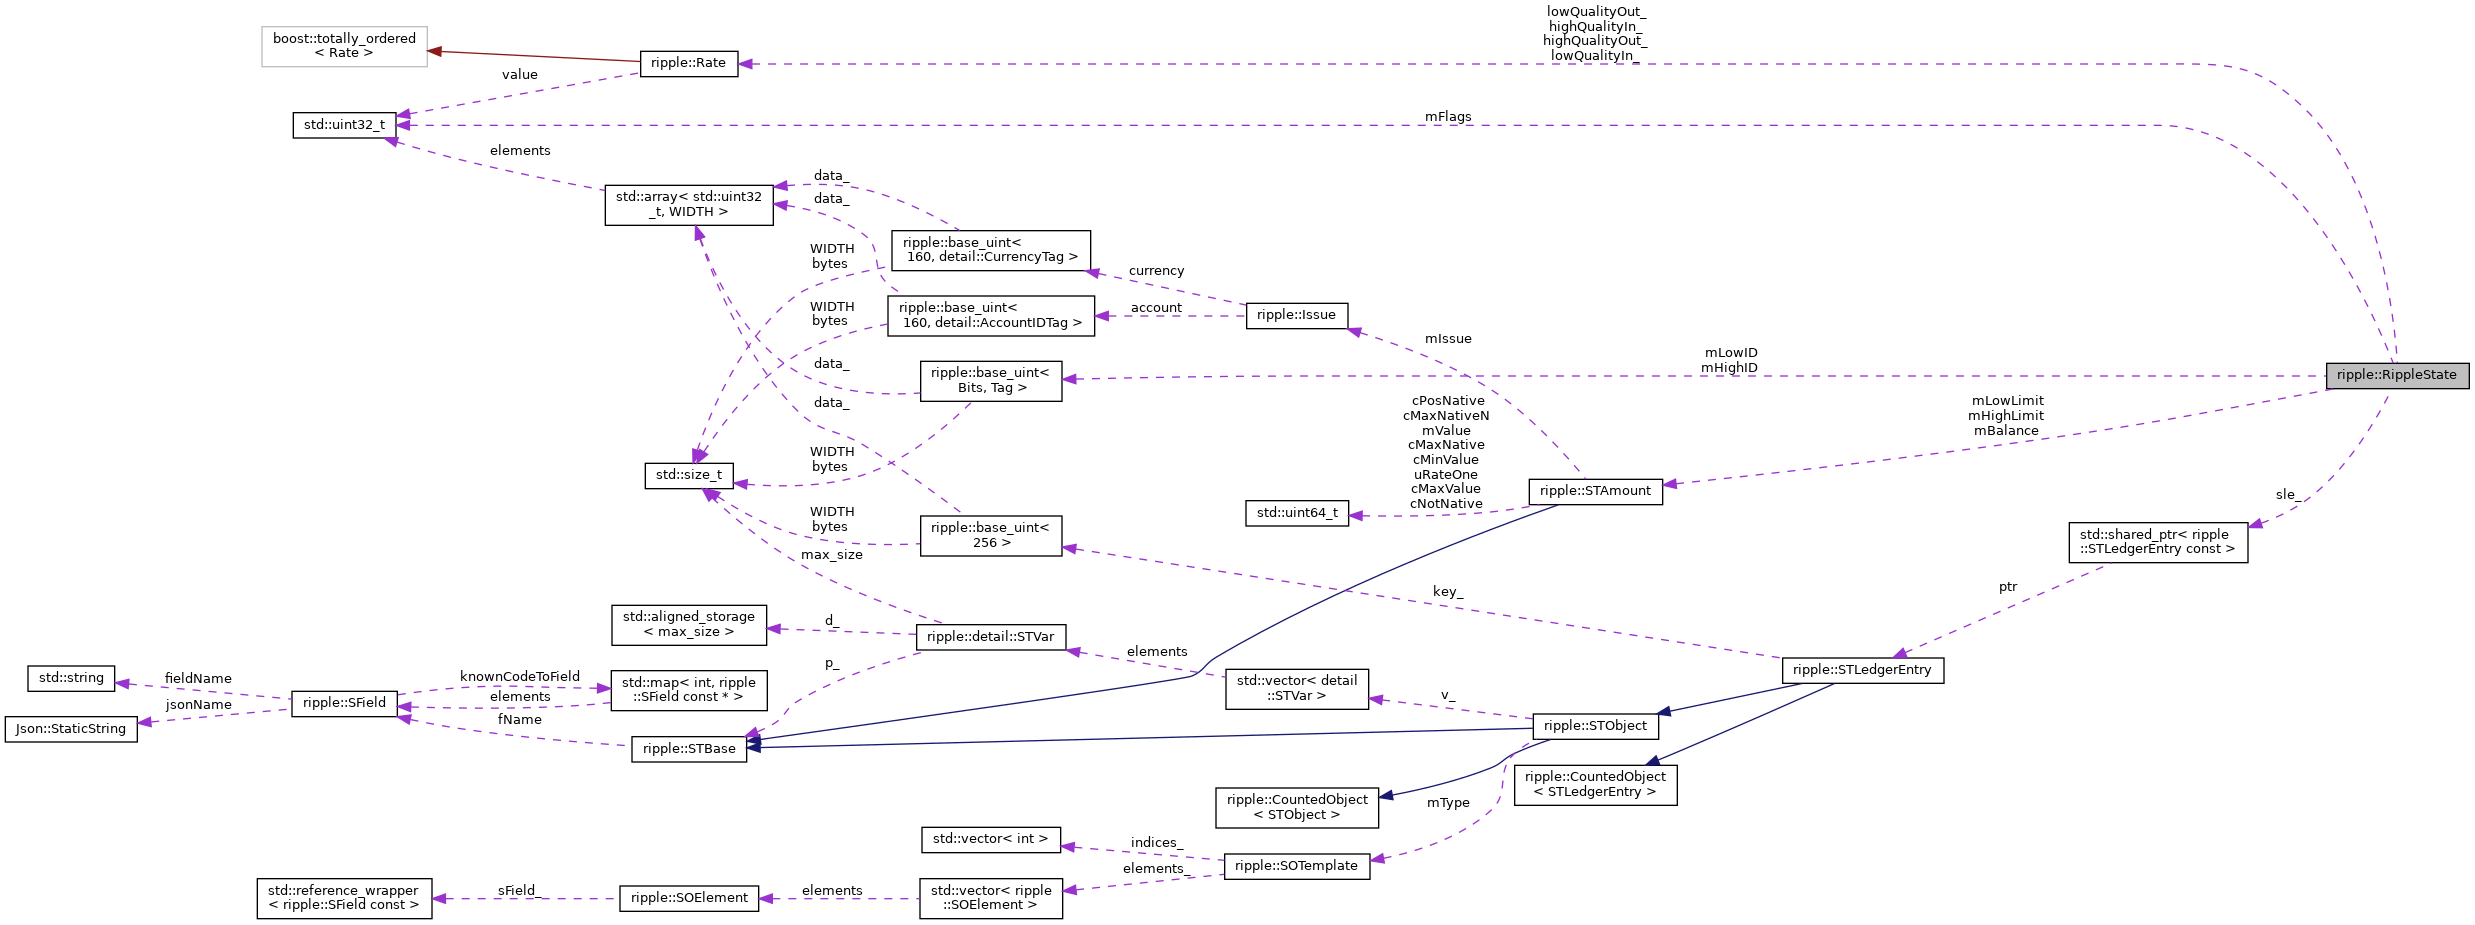 lowQualityOut_
highQualityIn_
highQualityOut_
lowQualityIn_
boost::totally_ordered
< Rate >
ripple::Rate
value
std::uint32_t
mFlags
elements
std::array< std::uint32
_t, WIDTH >
data_
data_
ripple::base_uint<
160, detail::CurrencyTag >
WIDTH
bytes
currency
ripple::base_uint<
160, detail::AccountIDTag >
WIDTH
bytes
account
ripple::Issue
mIssue
mLowID
mHighID
ripple::RippleState
data_
ripple::base_uint<
Bits, Tag >
data_
cPosNative
cMaxNativeN
mValue
cMaxNative
cMinValue
uRateOne
cMaxValue
cNotNative
mLowLimit
mHighLimit
mBalance
WIDTH
bytes
std::size_t
ripple::STAmount
sle_
std::uint64_t
WIDTH
bytes
ripple::base_uint<
256 >
std::shared_ptr< ripple
::STLedgerEntry const >
max_size
key_
ptr
std::aligned_storage
< max_size >
d_
ripple::detail::STVar
elements
p_
std::string
fieldName
knownCodeToField
std::map< int, ripple
::SField const * >
std::vector< detail
::STVar >
ripple::STLedgerEntry
elements
v_
jsonName
ripple::SField
fName
Json::StaticString
ripple::STBase
ripple::STObject
ripple::CountedObject
< STLedgerEntry >
ripple::CountedObject
< STObject >
mType
std::vector< int >
indices_
ripple::SOTemplate
elements_
std::reference_wrapper
< ripple::SField const >
sField_
ripple::SOElement
elements
std::vector< ripple
::SOElement >